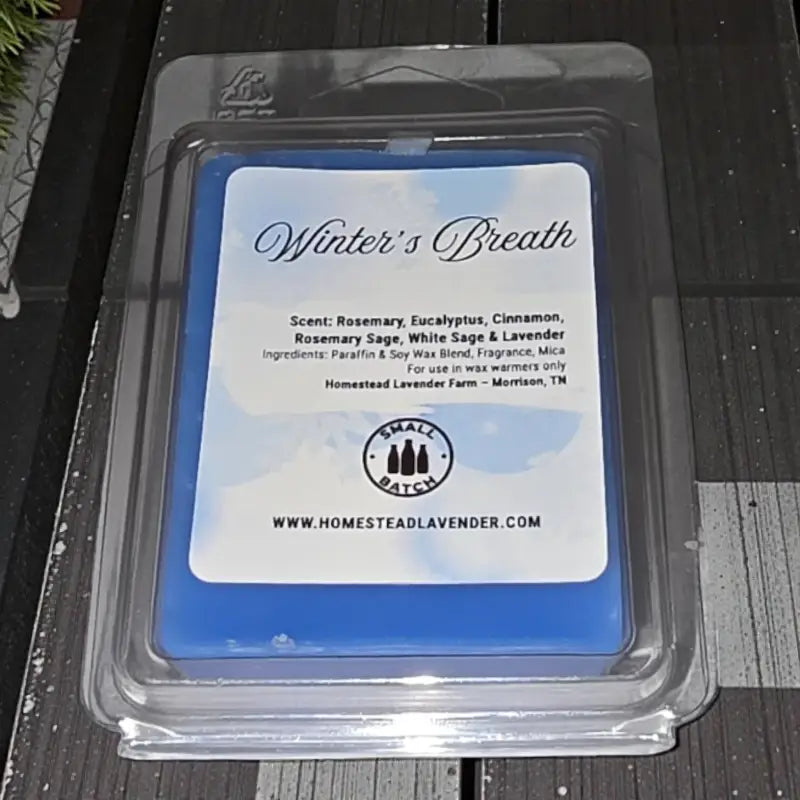 Winter's Breath
Scent: Rosemary, Eucalyptus, Cinnamon,
Rosemary Sage, White Sage & Lavender
Ingredients: Paraffin & Soy Wax Blend, Fragrance, Mica
For use in wax warmers only
Homestead Lavender Farm – Morrison, TN
SMALL
BATCH
WWW.HOMESTEADLAVENDER.COM